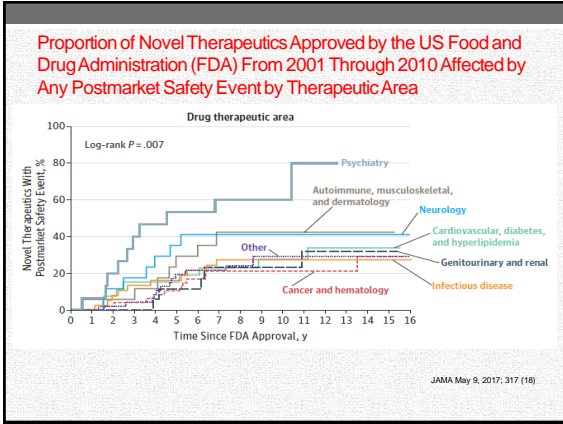 Proportion of Novel Therapeutics Approved by the US Food and
Drug Administration (FDA) From 2001 Through 2010 Affected by
Any Postmarket Safety Event by Therapeutic Area
Drug therapeutic area
100
80
60
40
20
0
Novel Therapeutics With
Postmarket Safety Event, %
Log-rank P = .007
Psychiatry
Autoimmune, musculoskeletal,
and dermatology
Neurology
Cardiovascular, diabetes,
and hyperlipidemia
Other
Genitourinary and renal
Cancer and hematology
Infectious disease
0 1 2 3 4 5 6 7 8 9 10 11 12 13 14 15 16
Time Since FDA Approval, y
JAMA May 9, 2017; 317 (18)